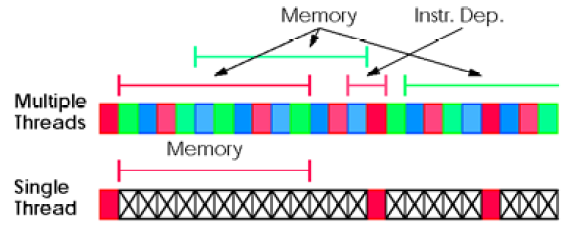 Memory
Instr. Dep.
Multiple
Threads
Memory
Single
Thread